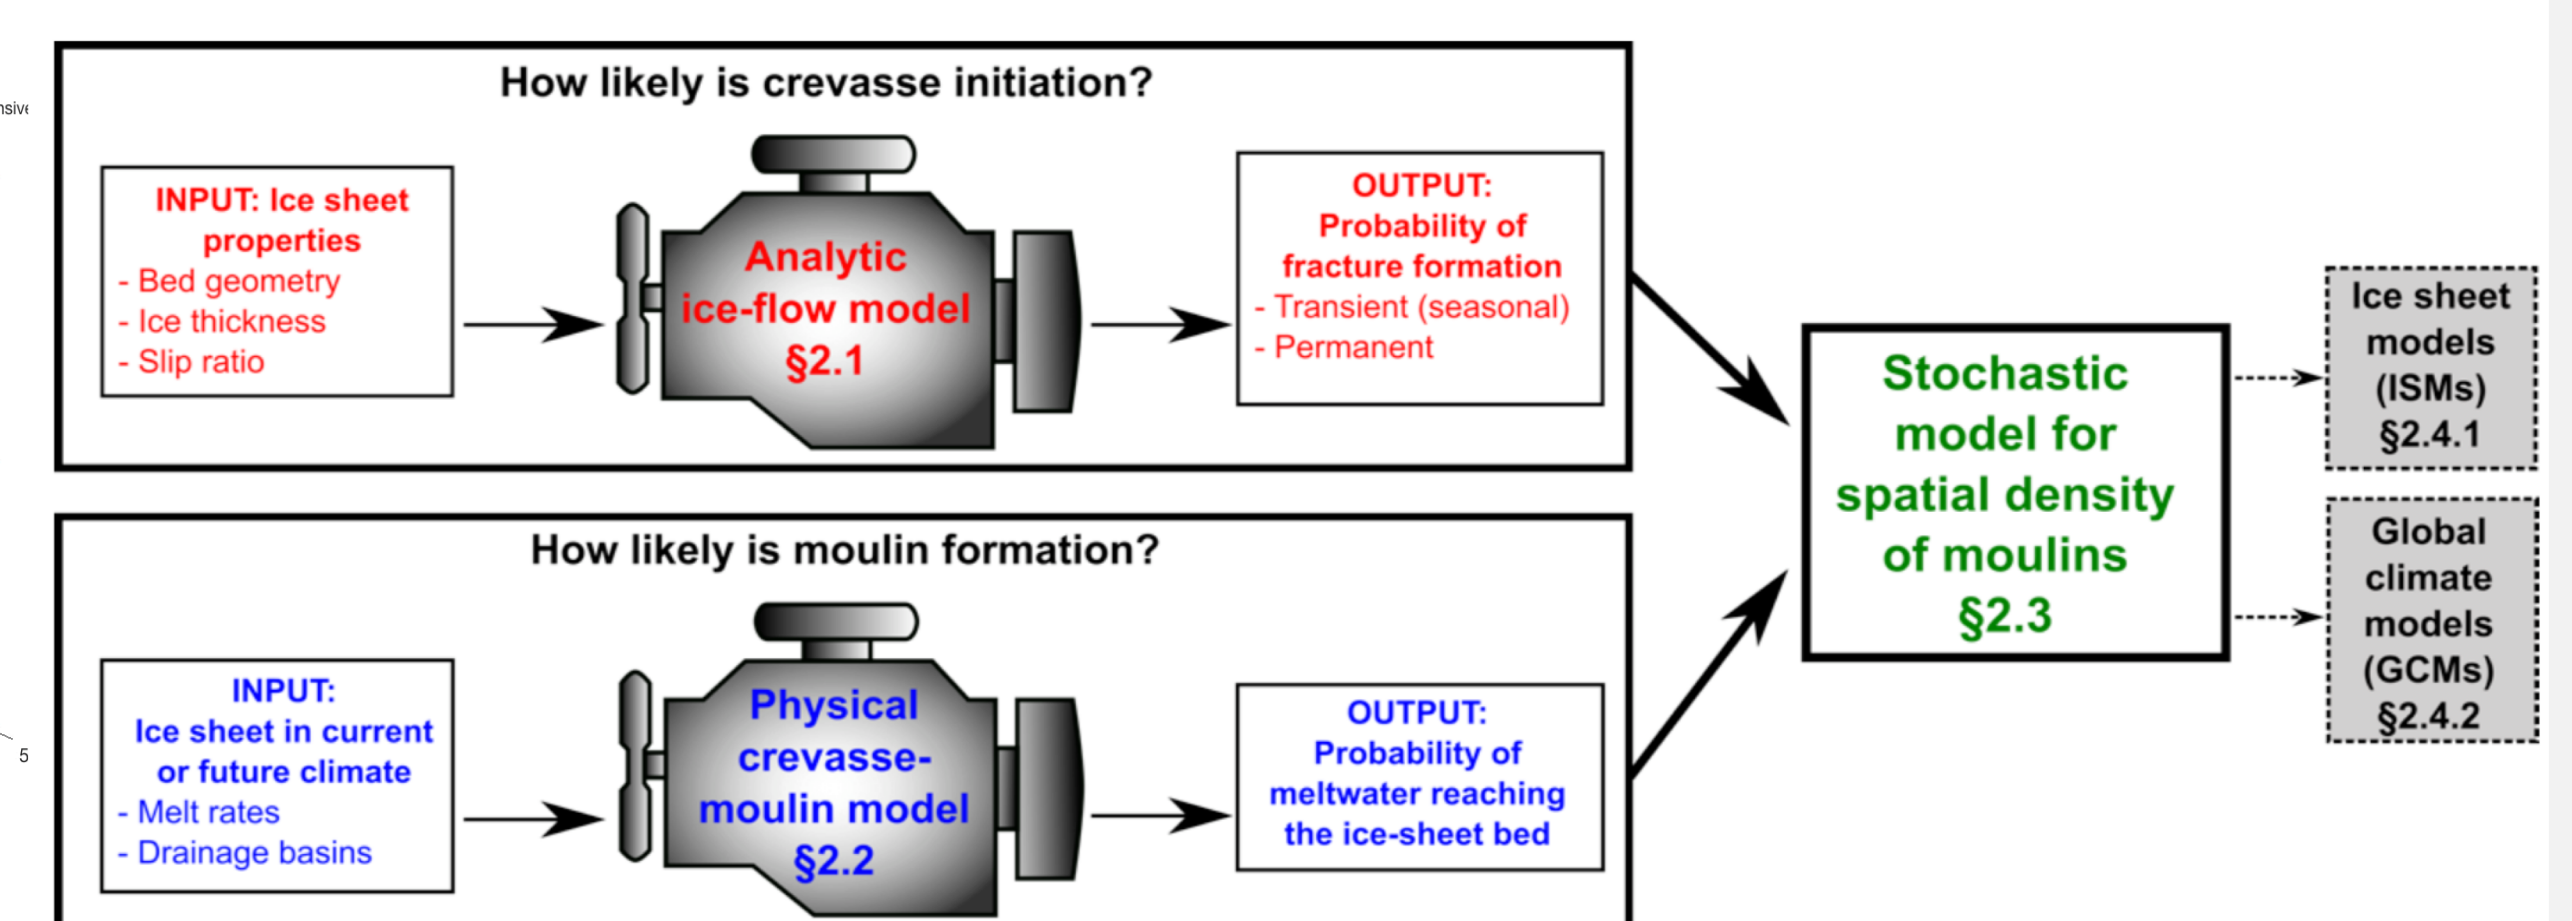 How likely is crevasse initiation?
INPUT: Ice sheet
properties
- Bed geometry
- Ice thickness
- Slip ratio
Analytic
ice-flow model
§2.1
OUTPUT:
Probability of
fracture formation
- Transient (seasonal)
- Permanent
How likely is moulin formation?
INPUT:
Ice sheet in current
or future climate
- Melt rates
- Drainage basins
Physical
crevasse-
moulin model
§2.2
OUTPUT:
Probability of
meltwater reaching
the ice-sheet bed
Stochastic
model for
spatial density
of moulins
§2.3
Ice sheet
models
(ISMs)
§2.4.1
Global
climate
models
(GCMs)
§2.4.2
5